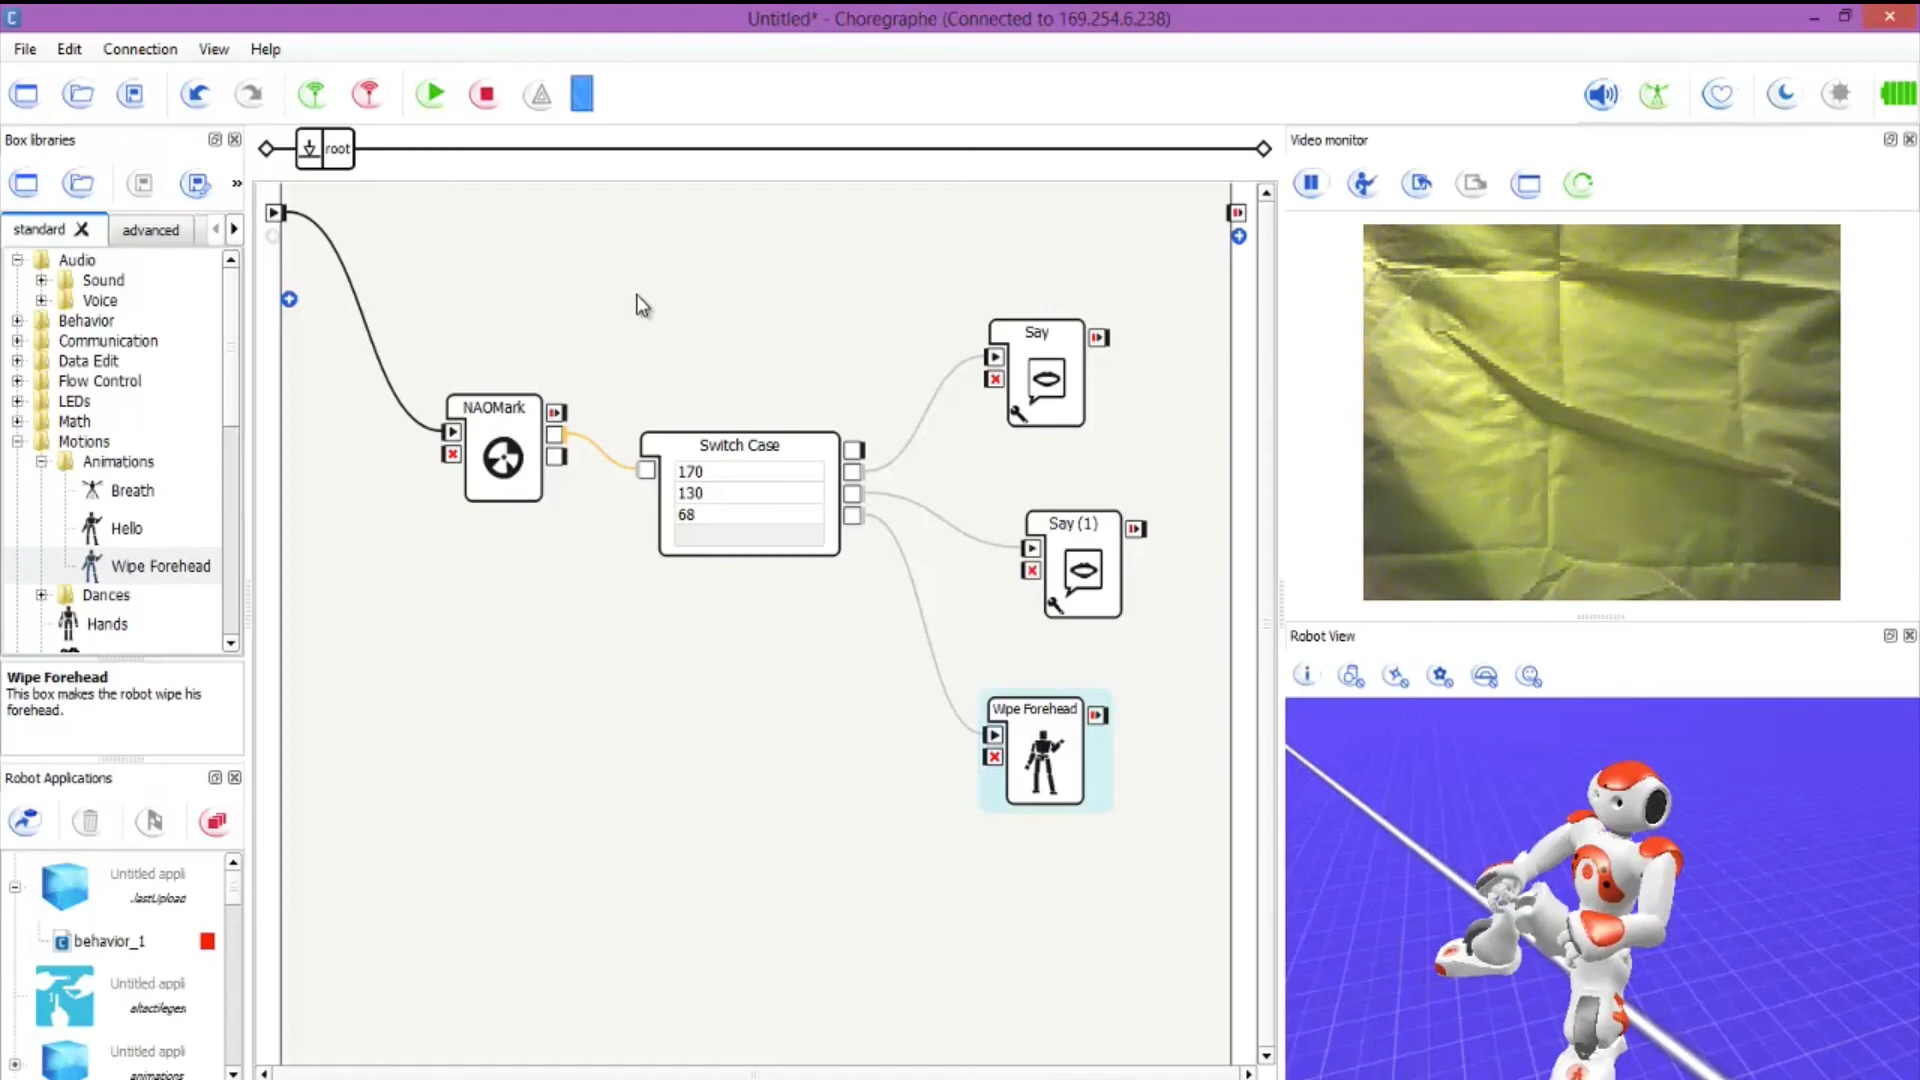 Untitled* - Choregraphe (Connected to 169.254.6.238)
File Edit Connection View Help
Box libraries
standard advanced
Audio
Sound
Voice
Behavior
Communication
Data Edit
Flow Control
LEDs
Math
Motions
Animations
Breath
Hello
Wipe Forehead
Dances
Hands
Wipe Forehead
This box makes the robot wipe his
forehead.
Robot Applications
Untitled appli
.lastUpload
behavior_1
Untitled appli
altactileges
Untitled appli
animations
root
NAOMark
Switch Case
170
130
68
Say
Say (1)
Wipe Forehead
Video monitor
Robot View